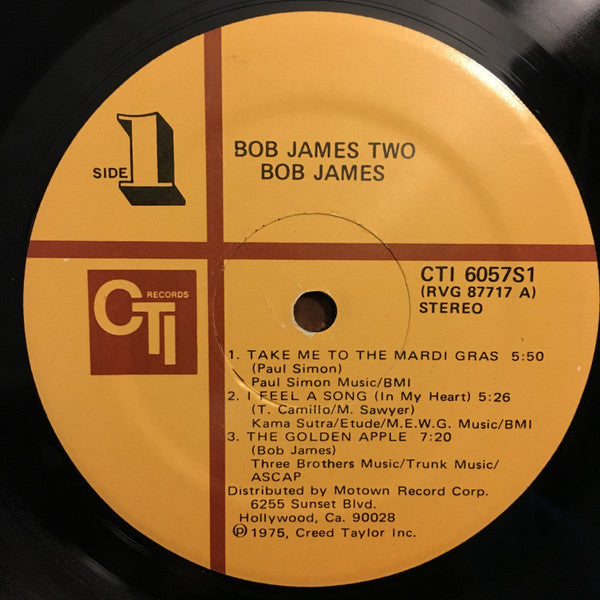 SIDE 1
BOB JAMES TWO
BOB JAMES
CTI RECORDS
CTI 6057S1
(RVG 87717 A)
STEREO
1. TAKE ME TO THE MARDI GRAS 5:50
(Paul Simon)
Paul Simon Music/BMI
2. I FEEL A SONG (In My Heart) 5:26
(T. Camillo/M. Sawyer)
Kama Sutra/Etude/M.E.W.G. Music/BMI
3. THE GOLDEN APPLE 7:20
(Bob James)
Three Brothers Music/Trunk Music/
ASCAP
Distributed by Motown Record Corp.
6255 Sunset Blvd.
Hollywood, Ca. 90028
℗1975, Creed Taylor Inc.